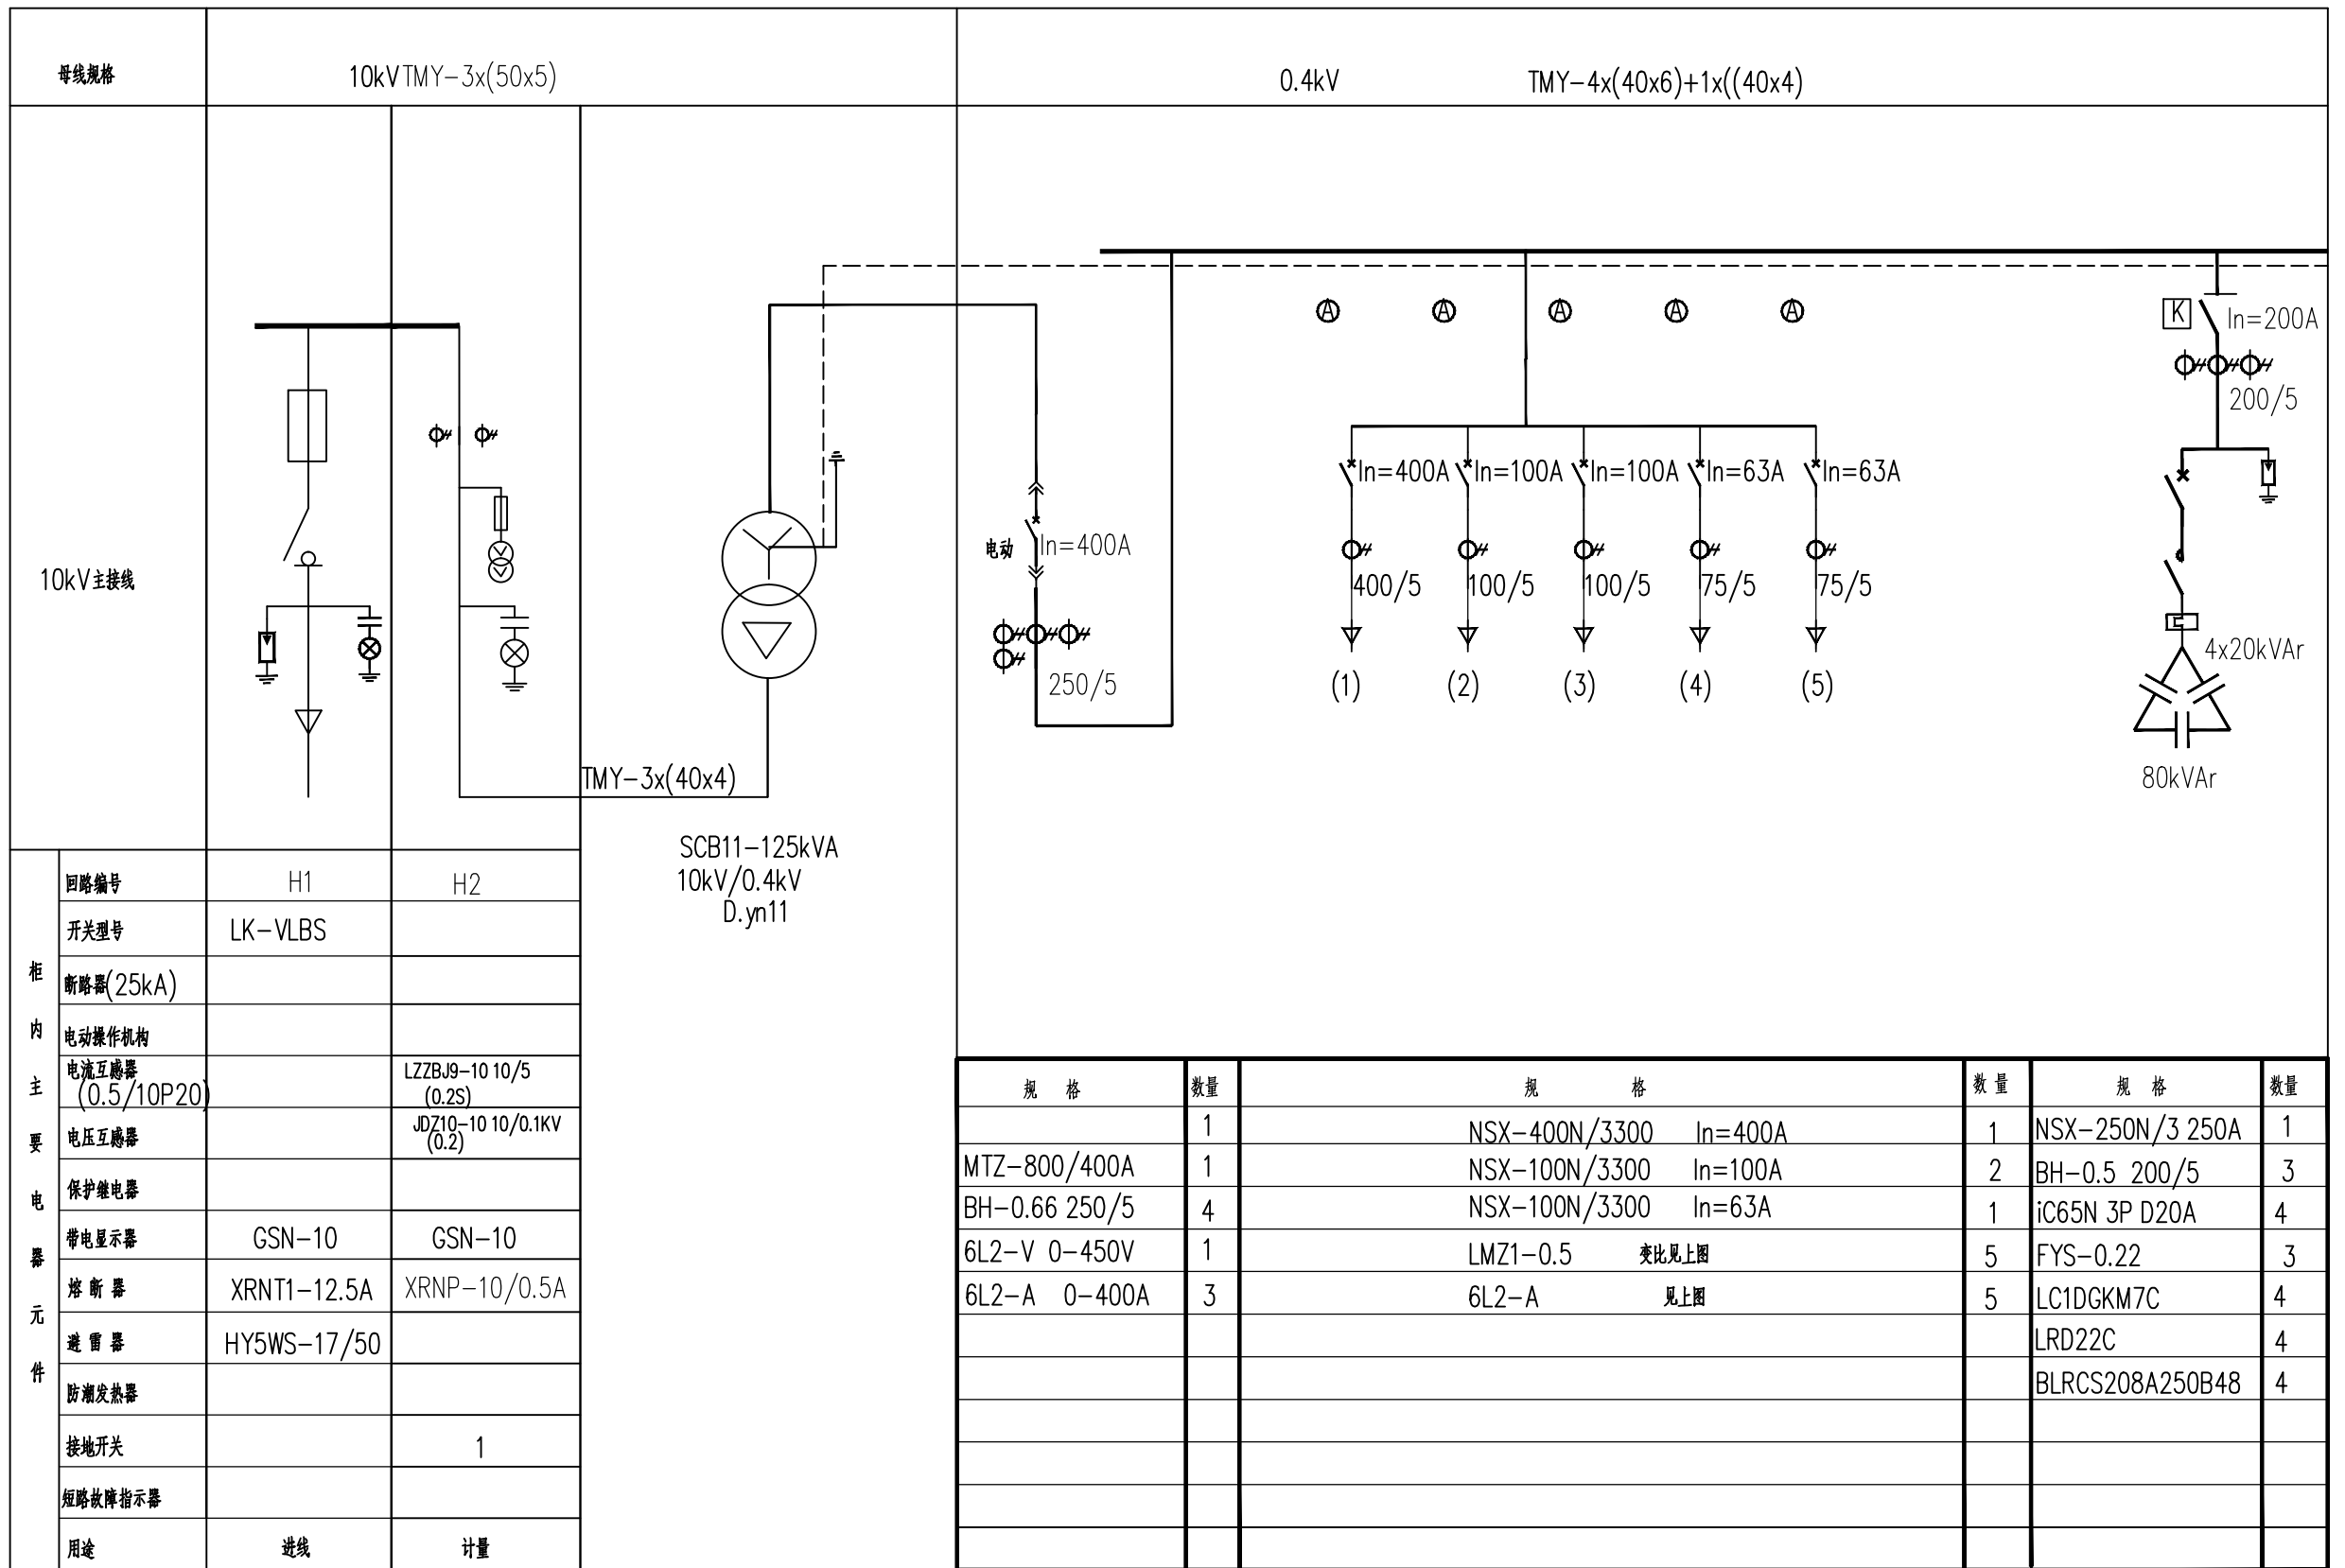 母线规格
10kV TMY-3x(50x5)
0.4kV TMY-4x(40x6)+1x((40x4)
10kV主接线
A A A A A
K In=200A
200/5
电动 In=400A
250/5
In=400A In=100A In=100A In=63A In=63A
400/5 100/5 100/5 75/5 75/5
(1) (2) (3) (4) (5)
4x20kVAr
80kVAr
TMY-3x(40x4)
SCB11-125kVA
10kV/0.4kV
D.yn11
柜内主要电器元件
回路编号 H1 H2
开关型号 LK-VLBS
断路器(25kA)
电动操作机构
电流互感器 LZZBJ9-10 10/5
(0.5/10P20) (0.2S)
电压互感器 JDZ10-10 10/0.1KV
(0.2)
保护继电器
带电显示器 GSN-10 GSN-10
熔断器 XRNT1-12.5A XRNP-10/0.5A
避雷器 HY5WS-17/50
防潮发热器
接地开关 1
短路故障指示器
用途 进线 计量
规格 数量 规格 数量 规格 数量
1 NSX-400N/3300 In=400A 1 NSX-250N/3 250A 1
MTZ-800/400A 1 NSX-100N/3300 In=100A 2 BH-0.5 200/5 3
BH-0.66 250/5 4 NSX-100N/3300 In=63A 1 iC65N 3P D20A 4
6L2-V 0-450V 1 LMZ1-0.5 变比见上图 5 FYS-0.22 3
6L2-A 0-400A 3 6L2-A 见上图 5 LC1DGKM7C 4
LRD22C 4
BLRCS208A250B48 4